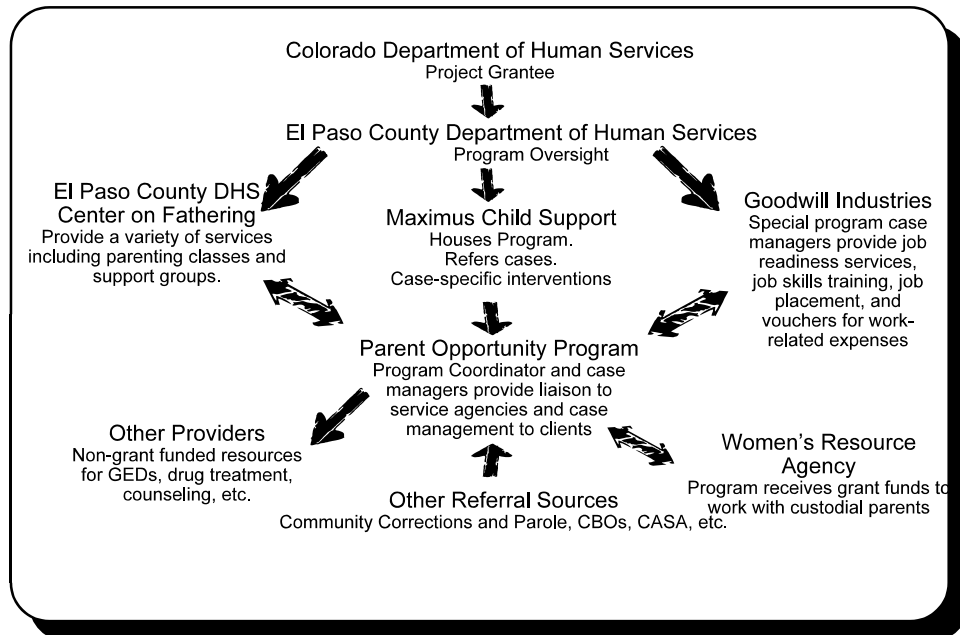 Colorado Department of Human Services
Project Grantee
El Paso County Department of Human Services
Program Oversight
El Paso County DHS
Center on Fathering
Provide a variety of services
including parenting classes and
support groups.
Maximus Child Support
Houses Program.
Refers cases.
Case-specific interventions
Goodwill Industries
Special program case
managers provide job
readiness services,
job skills training, job
placement, and
vouchers for work-
related expenses
Parent Opportunity Program
Program Coordinator and case
managers provide liaison to
service agencies and case
management to clients
Other Providers
Non-grant funded resources
for GEDs, drug treatment,
counseling, etc.
Women's Resource
Agency
Program receives grant funds to
work with custodial parents
Other Referral Sources
Community Corrections and Parole, CBOs, CASA, etc.